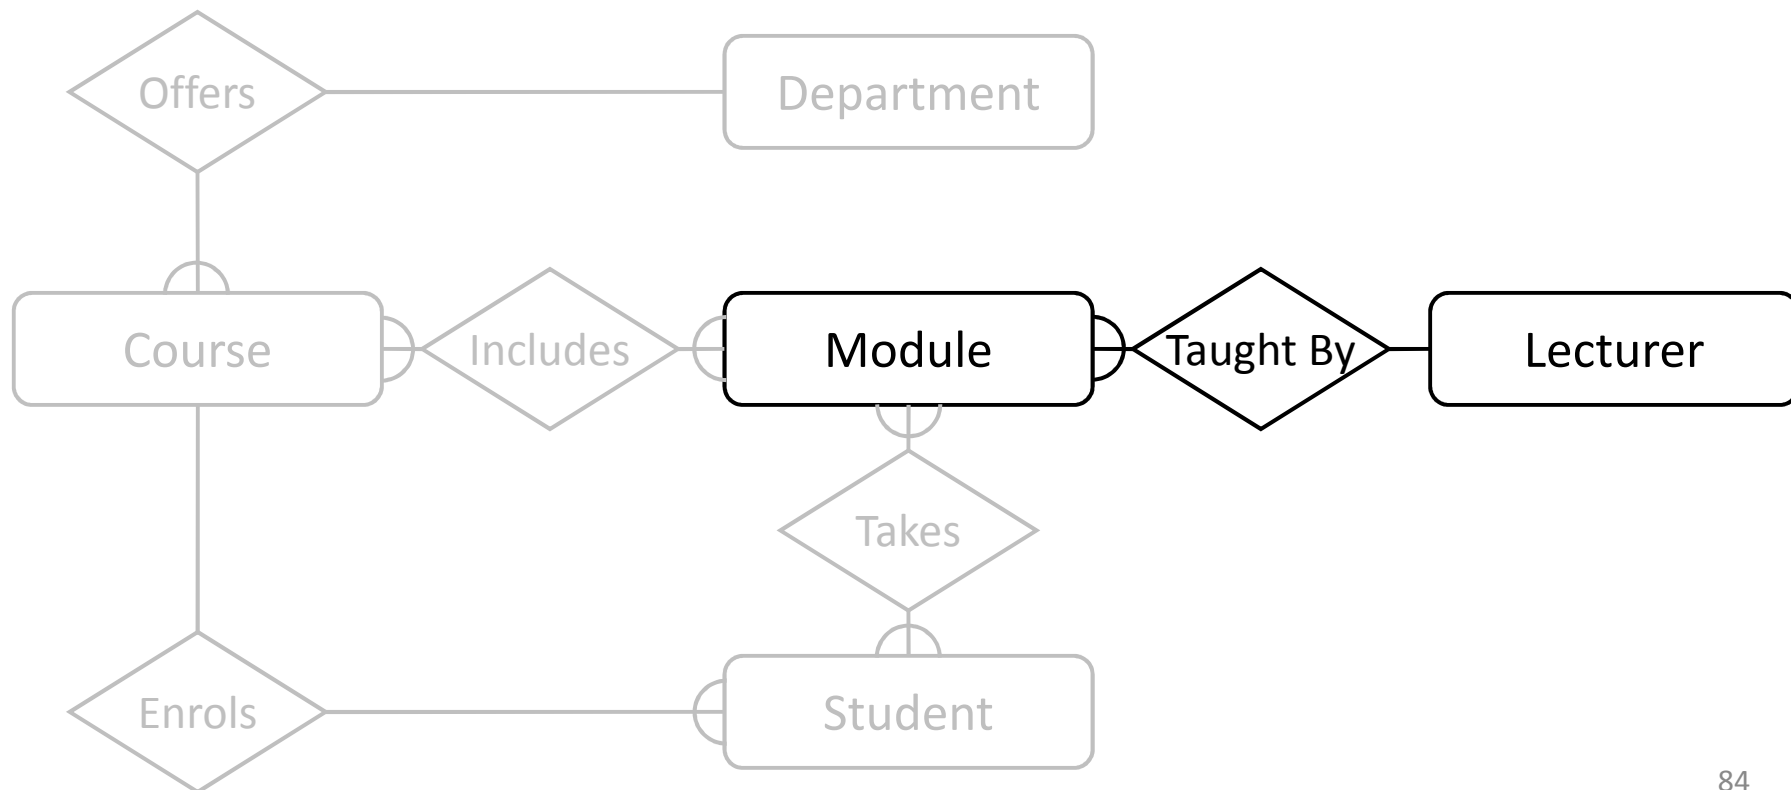 Offers
Department
Course
Includes
Module
Taught By
Lecturer
Takes
Enrols
Student
84